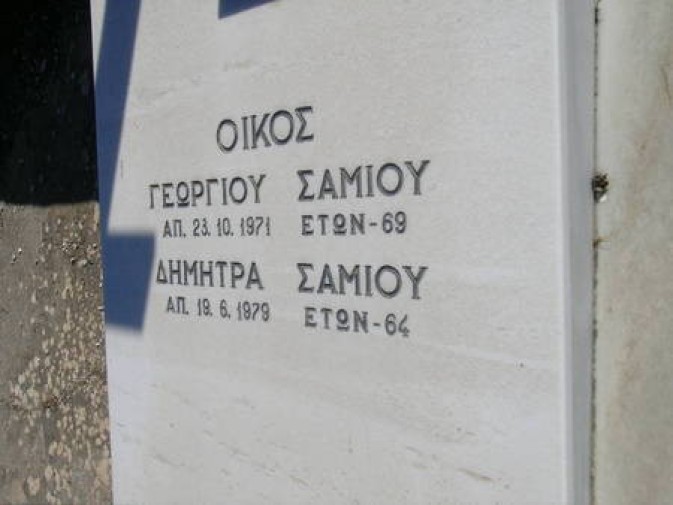 ΟΙΚΟΣ
ΓΕΩΡΓΙΟΥ ΣΑΜΙΟΥ
ΑΠ. 23. 10. 1971 ΕΤΩΝ-69
ΔΗΜΗΤΡΑ ΣΑΜΙΟΥ
ΑΠ. 19. 6. 1979 ΕΤΩΝ-64